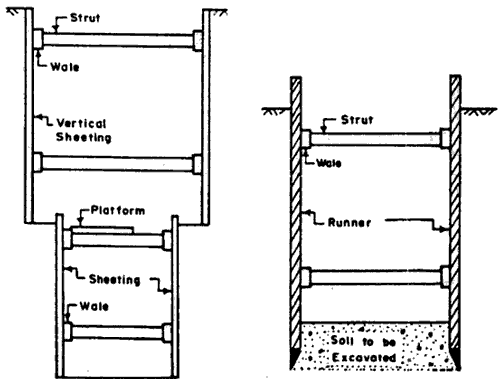 Strut
Wale
Vertical
Sheeting
Platform
Sheeting
Wale
Strut
Wale
Runner
Soil to be
Excavated